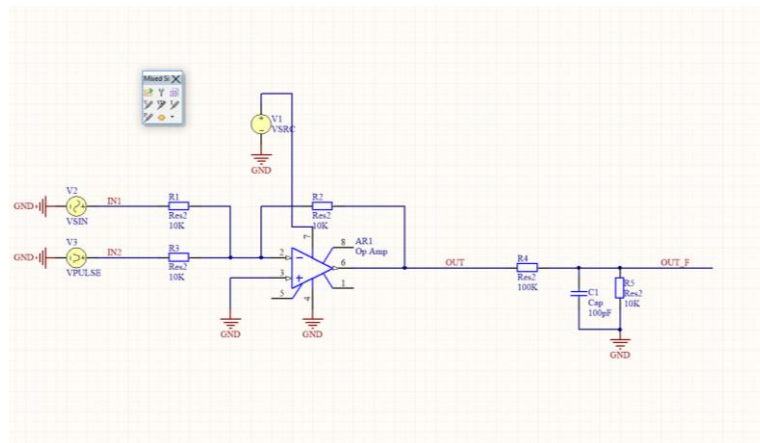 Mixed Si
V1
VSRC
GND
V2
IN1
R1
Res2
10K
R2
Res2
10K
GND
VSIN
V3
IN2
R3
Res2
10K
GND
VPULSE
7
8
AR1
Op Amp
2
3
6
1
5
4
OUT
R4
Res2
100K
OUT_F
C1
Cap
100pF
R5
Res2
10K
GND
GND
GND